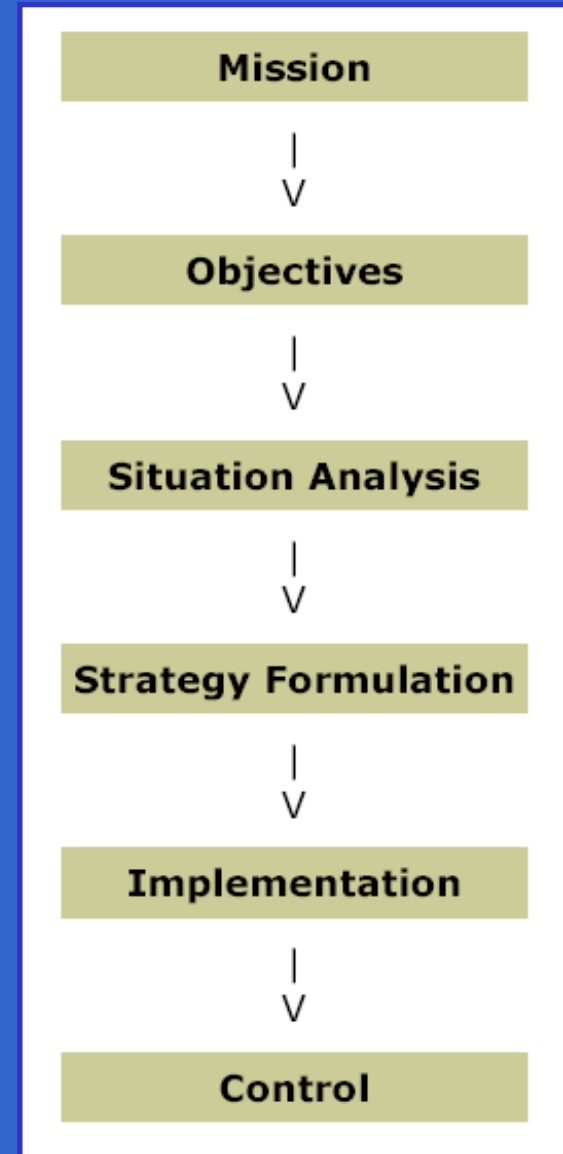 Mission
|
V
Objectives
|
V
Situation Analysis
|
V
Strategy Formulation
|
V
Implementation
|
V
Control